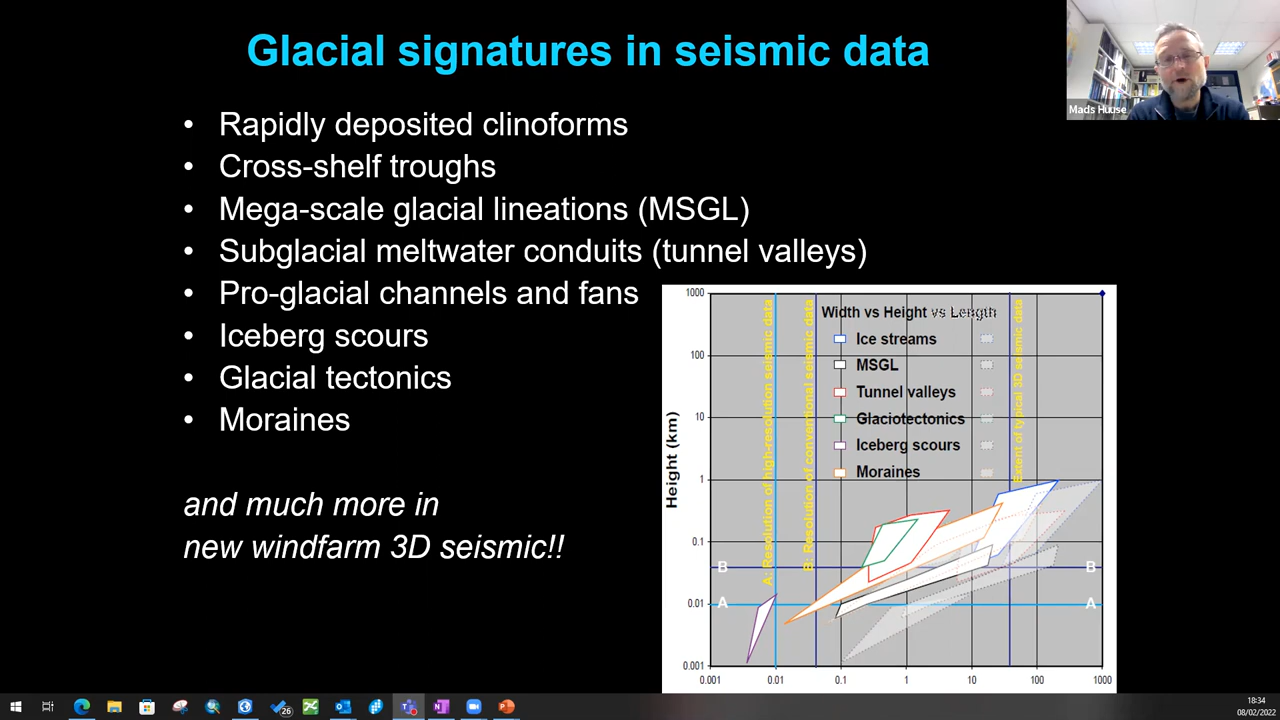 Glacial signatures in seismic data
Mads Huuse
• Rapidly deposited clinoforms
• Cross-shelf troughs
• Mega-scale glacial lineations (MSGL)
• Subglacial meltwater conduits (tunnel valleys)
• Pro-glacial channels and fans
• Iceberg scours
• Glacial tectonics
• Moraines
and much more in
new windfarm 3D seismic!!
Width vs Height vs Length
Ice streams
MSGL
Tunnel valleys
Glaciotectonics
Iceberg scours
Moraines
A: Resolution of high-resolution seismic data
B: Resolution of conventional seismic data
Extent of typical 3D seismic data
Height (km)
1000
100
10
1
0.1
0.01
0.001
B B
A A
0.001 0.01 0.1 1 10 100 1000
26
18:34
08/02/2022